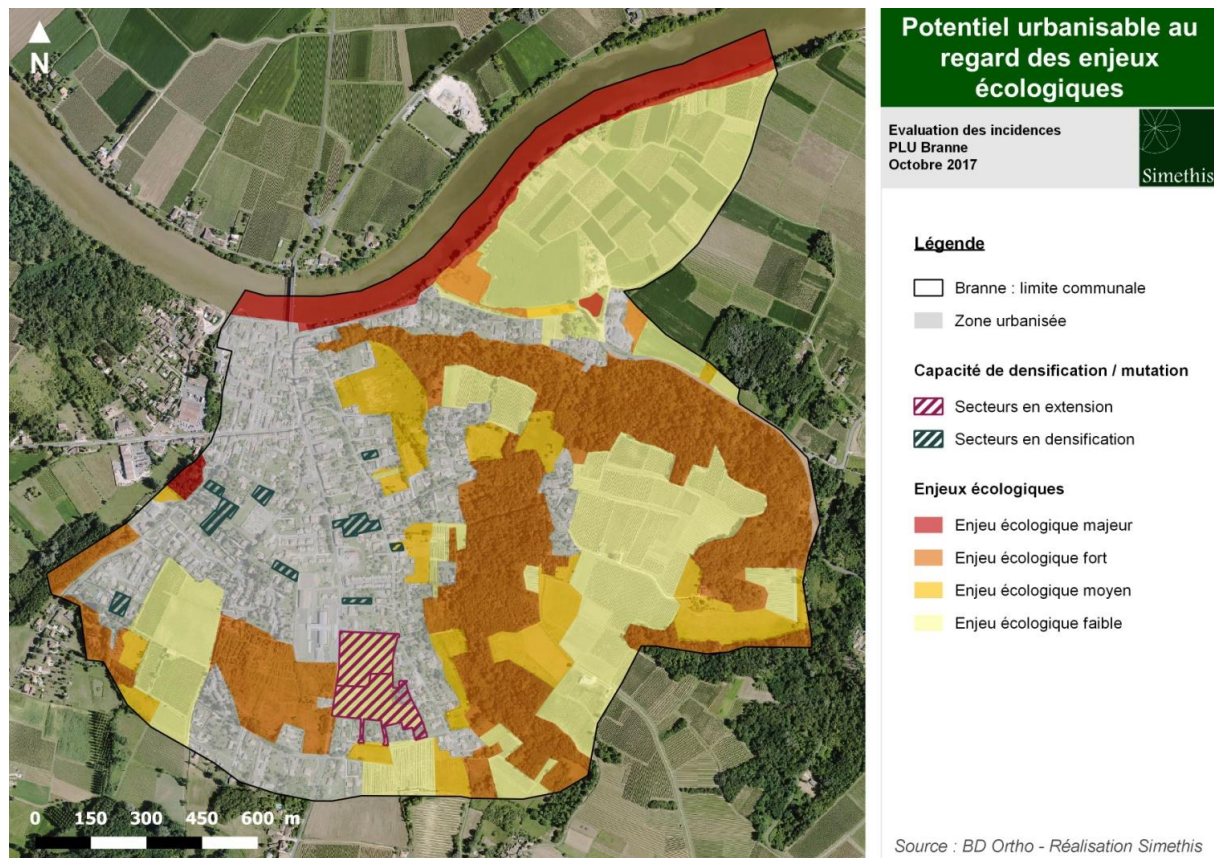 N
0 150 300 450 600 m
Potentiel urbanisable au
regard des enjeux
écologiques
Evaluation des incidences
PLU Branne
Octobre 2017
Simethis
Légende
Branne : limite communale
Zone urbanisée
Capacité de densification / mutation
Secteurs en extension
Secteurs en densification
Enjeux écologiques
Enjeu écologique majeur
Enjeu écologique fort
Enjeu écologique moyen
Enjeu écologique faible
Source : BD Ortho - Réalisation Simethis